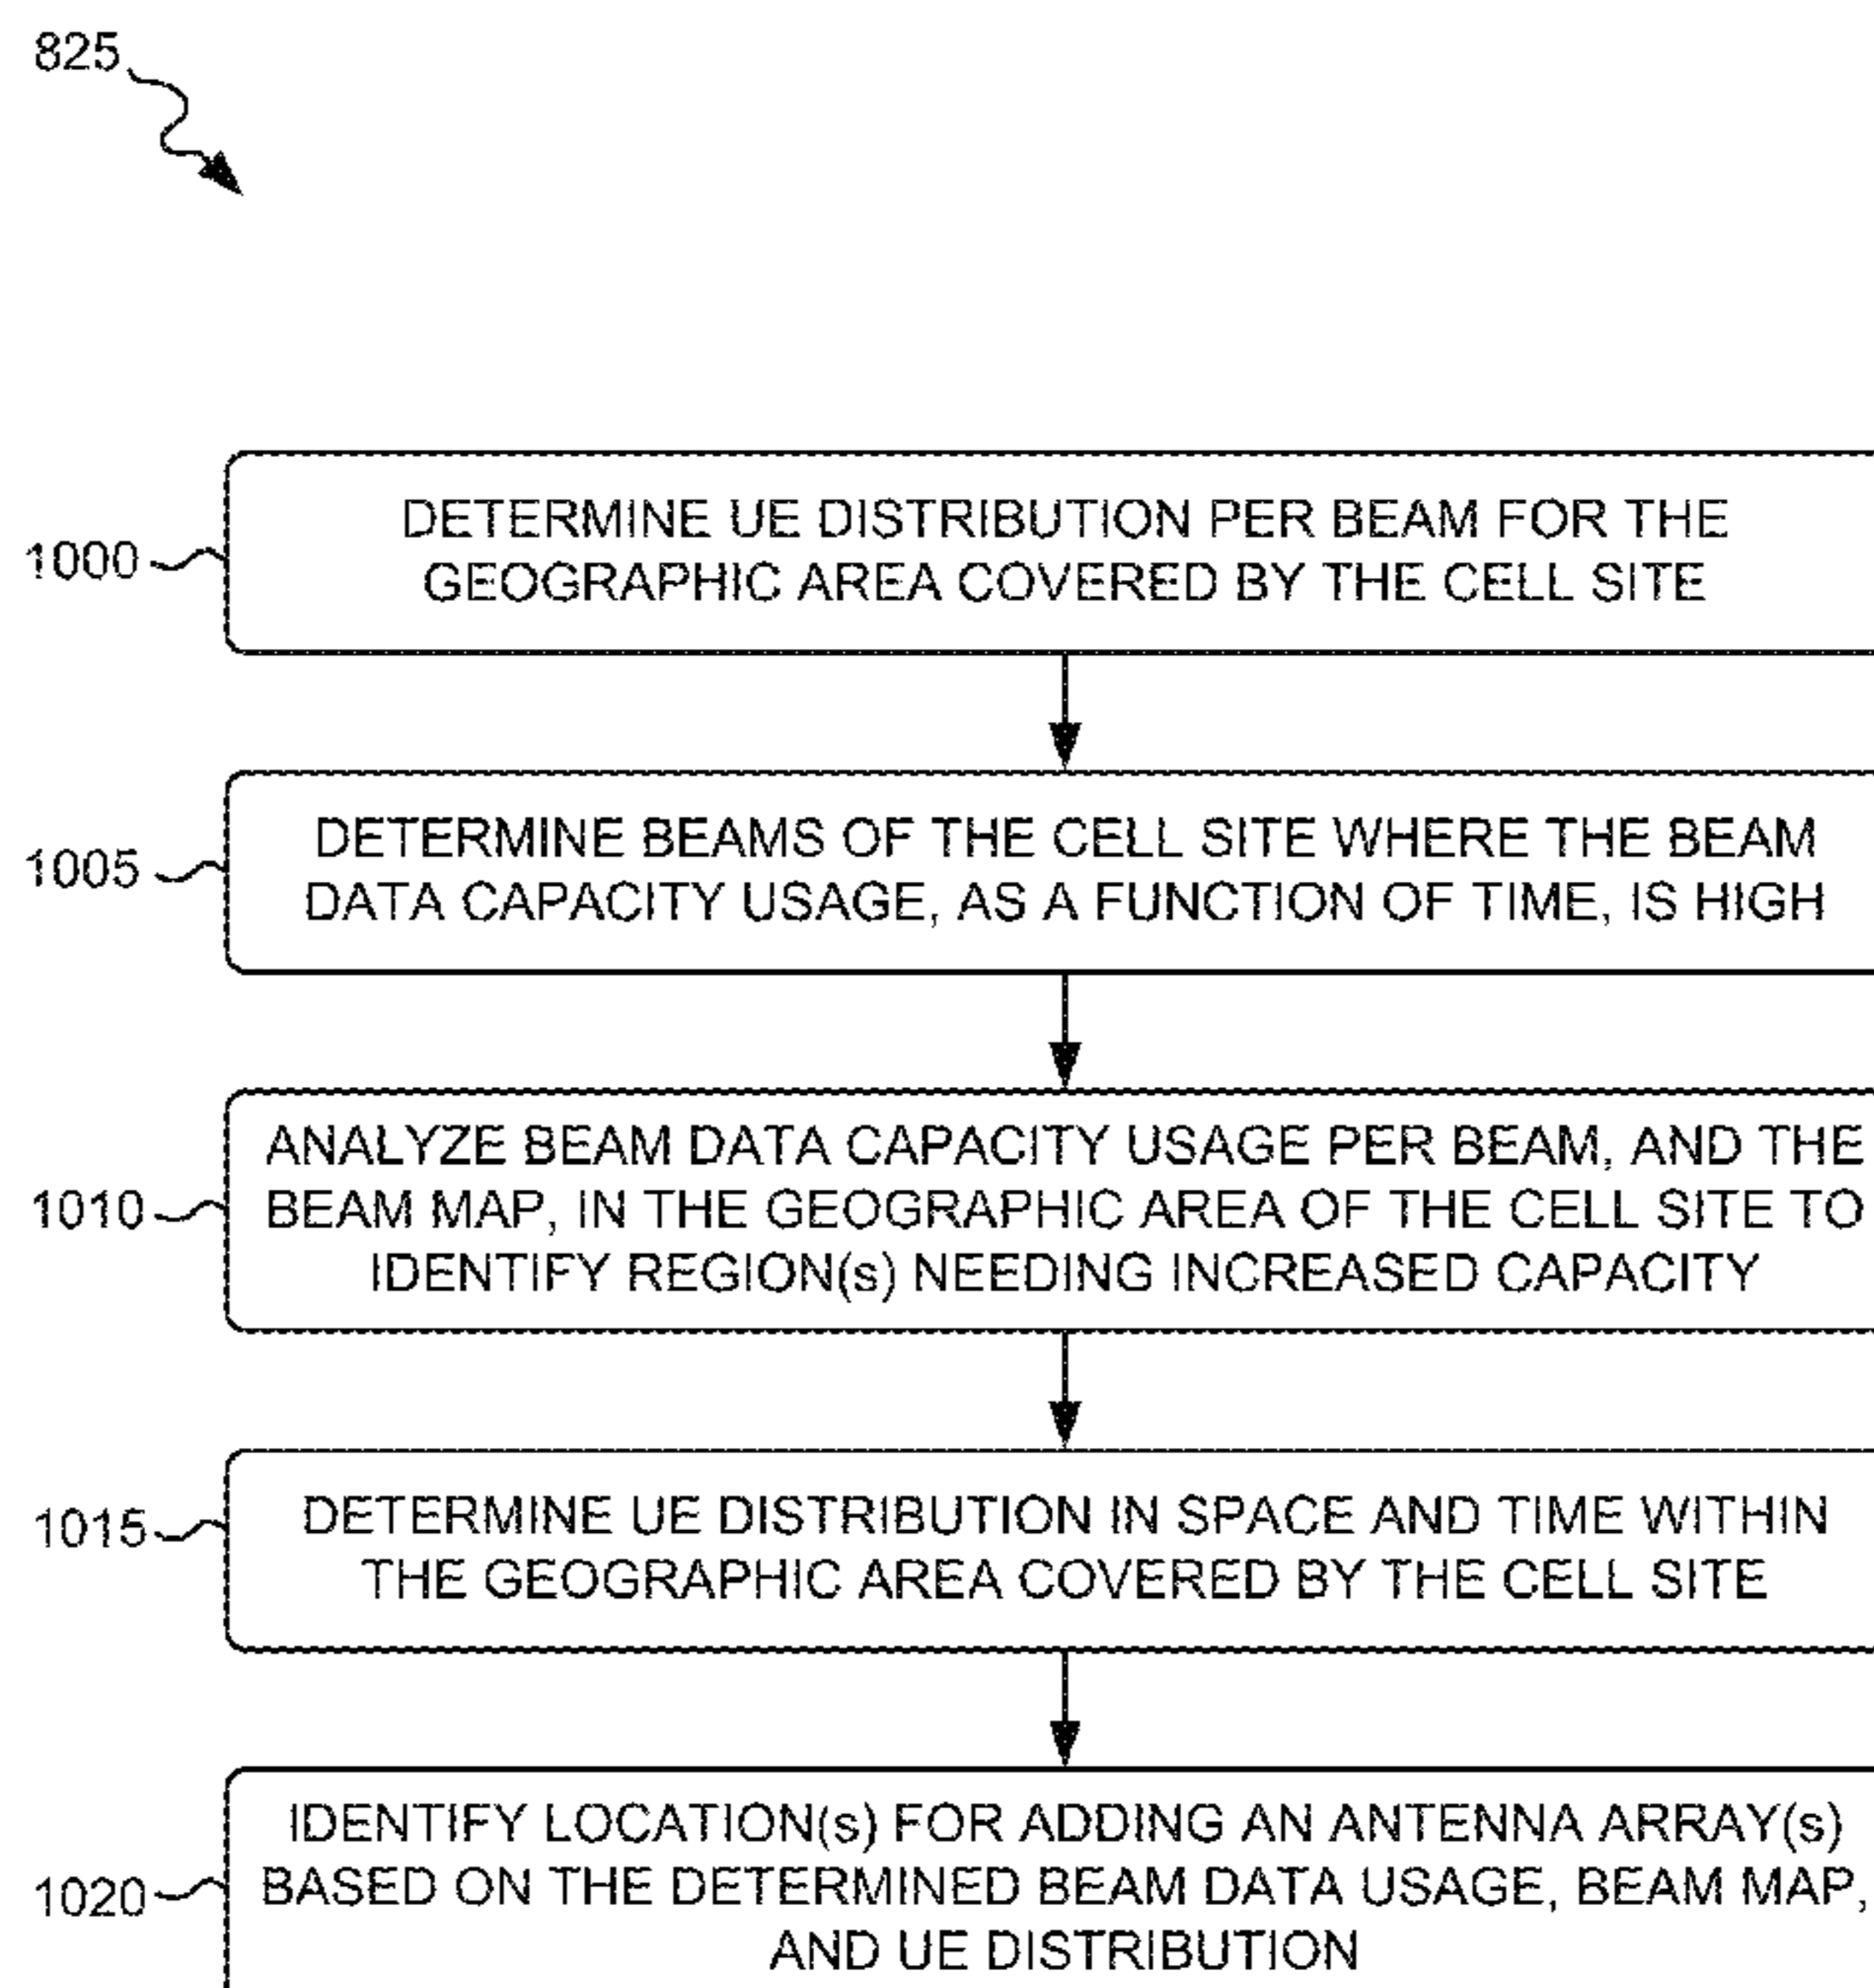 825
DETERMINE UE DISTRIBUTION PER BEAM FOR THE
1000
GEOGRAPHIC AREA COVERED BY THE CELL SITE
DETERMINE BEAMS OF THE CELL SITE WHERE THE BEAM
1005
DATA CAPACITY USAGE, AS A FUNCTION OF TIME, IS HIGH
ANALYZE BEAM DATA CAPACITY USAGE PER BEAM, AND THE
1010
BEAM MAP, IN THE GEOGRAPHIC AREA OF THE CELL SITE TO
IDENTIFY REGION(s) NEEDING INCREASED CAPACITY
DETERMINE UE DISTRIBUTION IN SPACE AND TIME WITHIN
1015
THE GEOGRAPHIC AREA COVERED BY THE CELL SITE
IDENTIFY LOCATION(s) FOR ADDING AN ANTENNA ARRAY(s)
1020
BASED ON THE DETERMINED BEAM DATA USAGE, BEAM MAP,
AND UE DISTRIBUTION